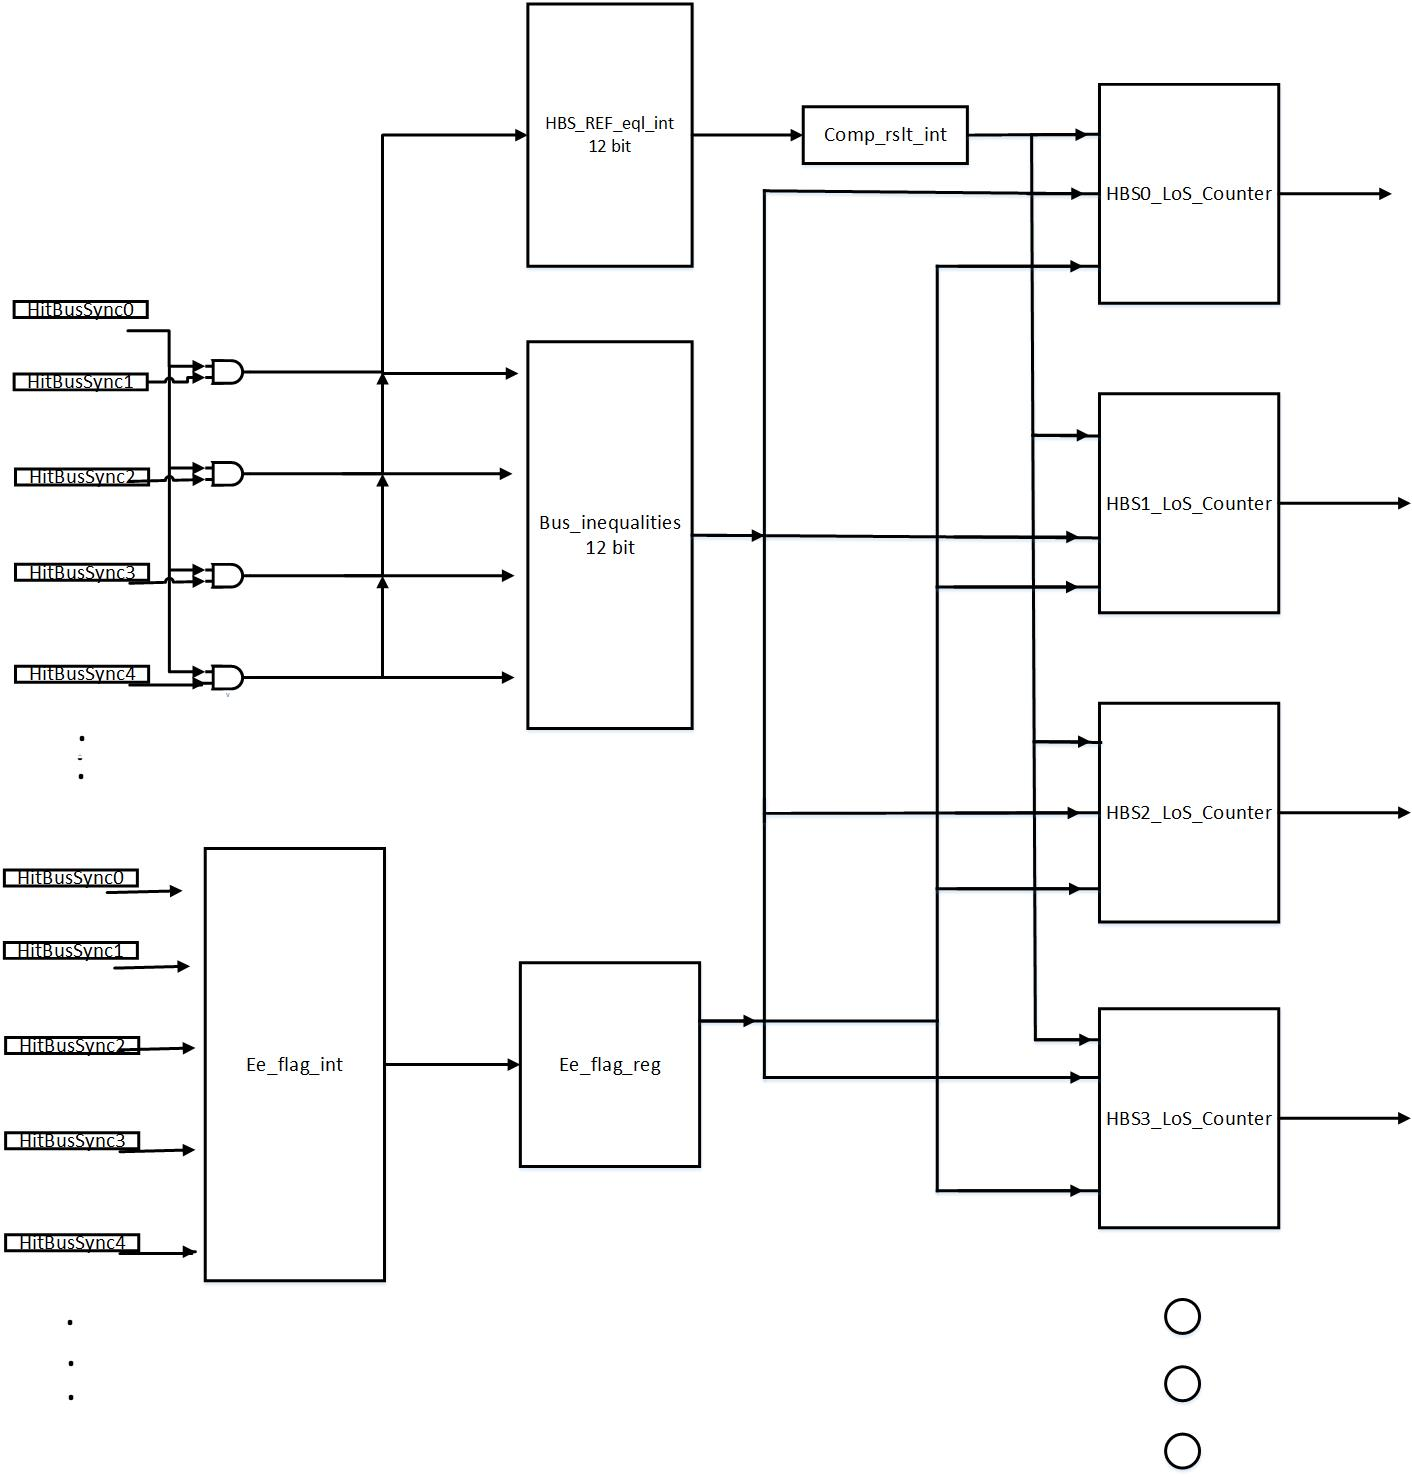 HBS_REF_eql_int
12 bit
Comp_rslt_int
HBS0_LoS_Counter
HitBusSync0
HitBusSync1
HitBusSync2
HitBusSync3
HitBusSync4
v
Bus_inequalities
12 bit
HBS1_LoS_Counter
HBS2_LoS_Counter
HitBusSync0
HitBusSync1
HitBusSync2
HitBusSync3
HitBusSync4
Ee_flag_int
Ee_flag_reg
HBS3_LoS_Counter